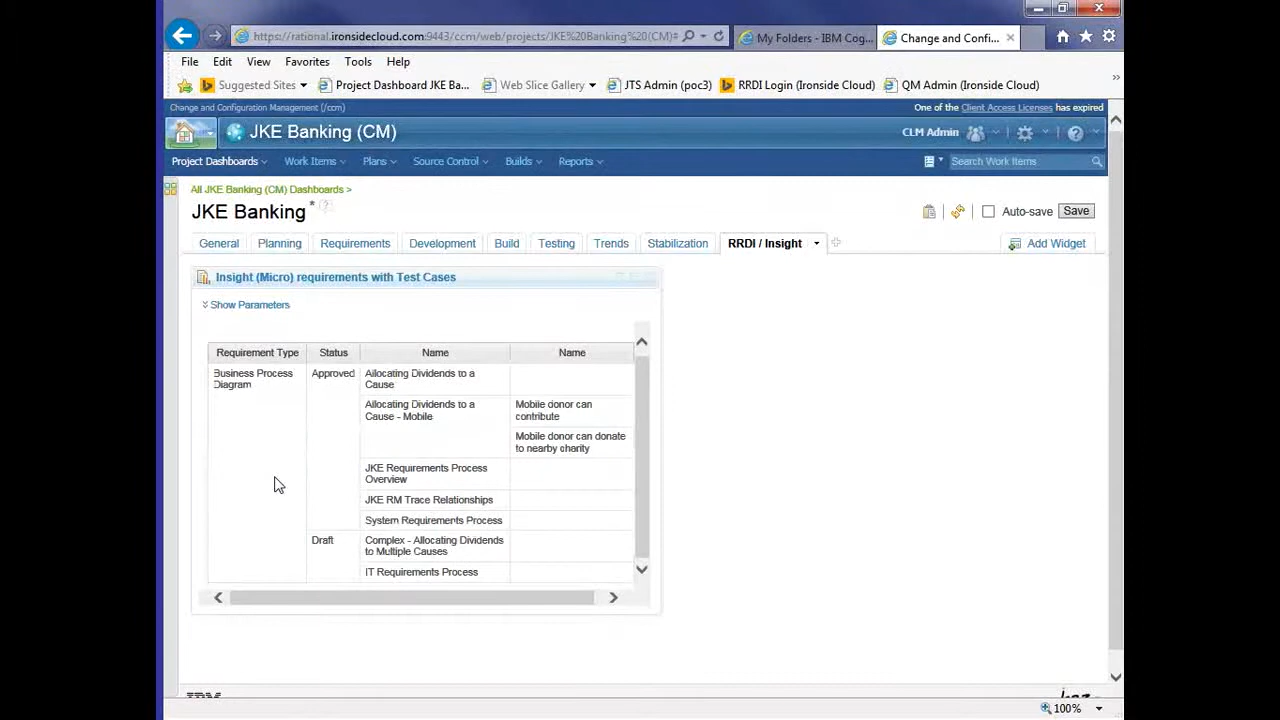 https://rational.ironsidecloud.com:9443/ccm/web/projects/JKE%20Banking%20(CM)#
My Folders - IBM Cog...
Change and Confi...
File Edit View Favorites Tools Help
Suggested Sites
Project Dashboard JKE Ba...
Web Slice Gallery
JTS Admin (poc3)
RRDI Login (Ironside Cloud)
QM Admin (Ironside Cloud)
Change and Configuration Management (/ccm)
One of the Client Access Licenses has expired
JKE Banking (CM)
CLM Admin
Project Dashboards Work Items Plans Source Control Builds Reports
Search Work Items
All JKE Banking (CM) Dashboards >
JKE Banking *
Auto-save Save
General Planning Requirements Development Build Testing Trends Stabilization RRDI / Insight
Add Widget
Insight (Micro) requirements with Test Cases
Show Parameters
Requirement Type Status Name Name
Business Process
Diagram
Approved
Allocating Dividends to a
Cause
Allocating Dividends to a
Cause - Mobile
Mobile donor can
contribute
Mobile donor can donate
to nearby charity
JKE Requirements Process
Overview
JKE RM Trace Relationships
System Requirements Process
Draft
Complex - Allocating Dividends
to Multiple Causes
IT Requirements Process
100%